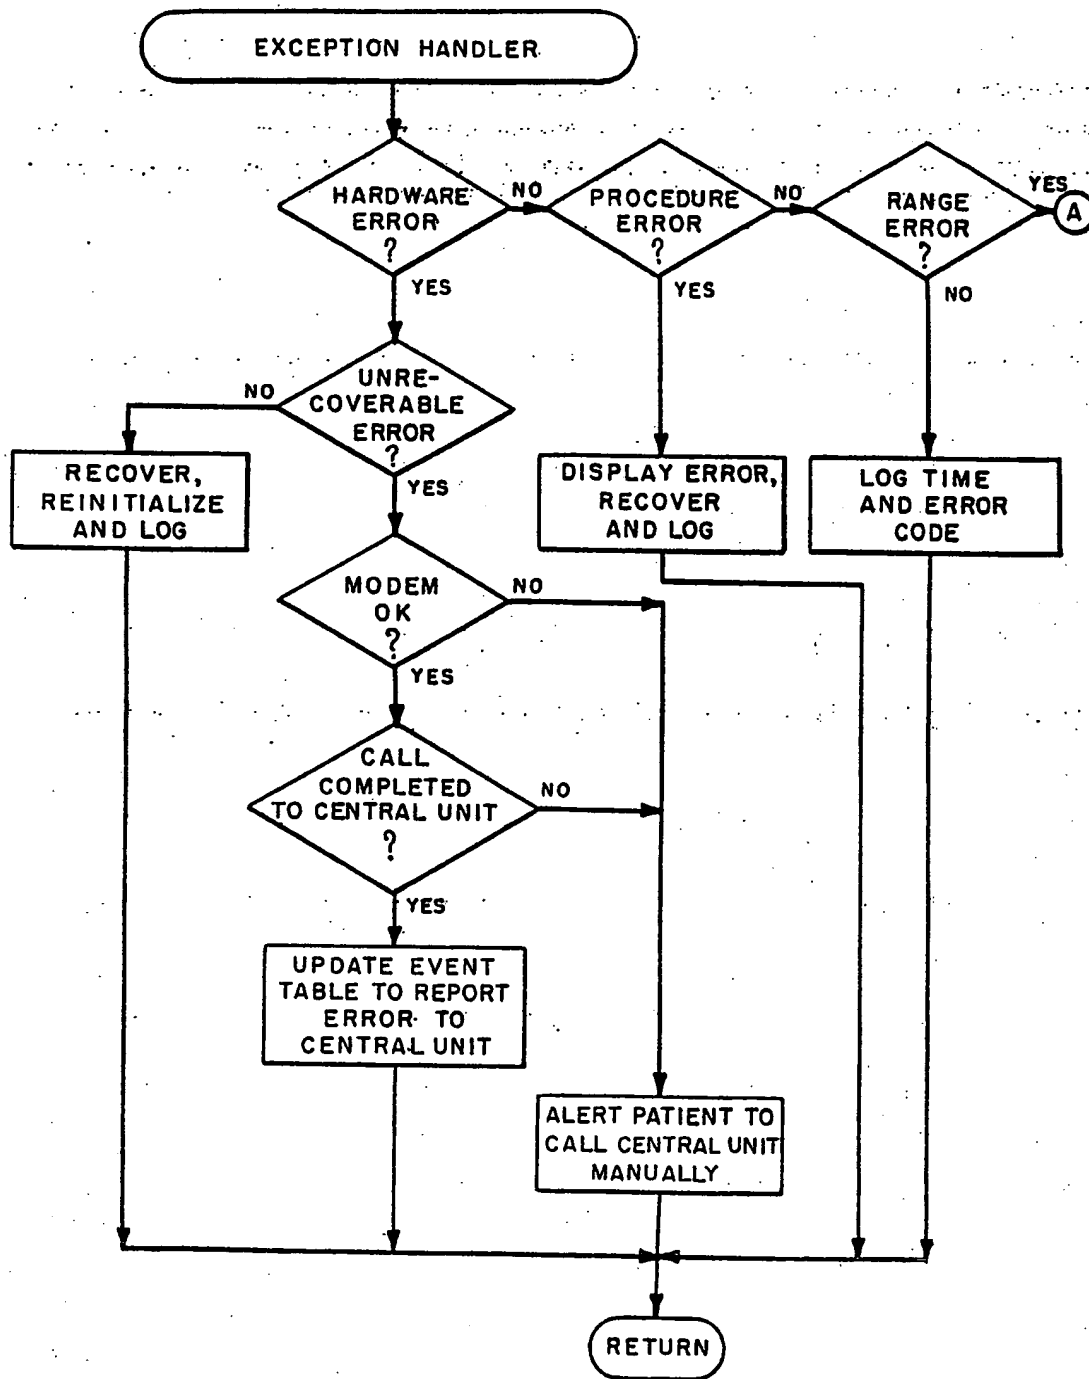 EXCEPTION HANDLER
HARDWARE
ERROR
?
NO
YES
PROCEDURE
ERROR
?
NO
YES
RANGE
ERROR
?
YES
A
NO
UNRE-
COVERABLE
ERROR
?
NO
YES
RECOVER,
REINITIALIZE
AND LOG
DISPLAY ERROR,
RECOVER
AND LOG
LOG TIME
AND ERROR
CODE
MODEM
OK
?
NO
YES
CALL
COMPLETED
TO CENTRAL UNIT
?
NO
YES
UPDATE EVENT
TABLE TO REPORT
ERROR TO
CENTRAL UNIT
ALERT PATIENT TO
CALL CENTRAL UNIT
MANUALLY
RETURN